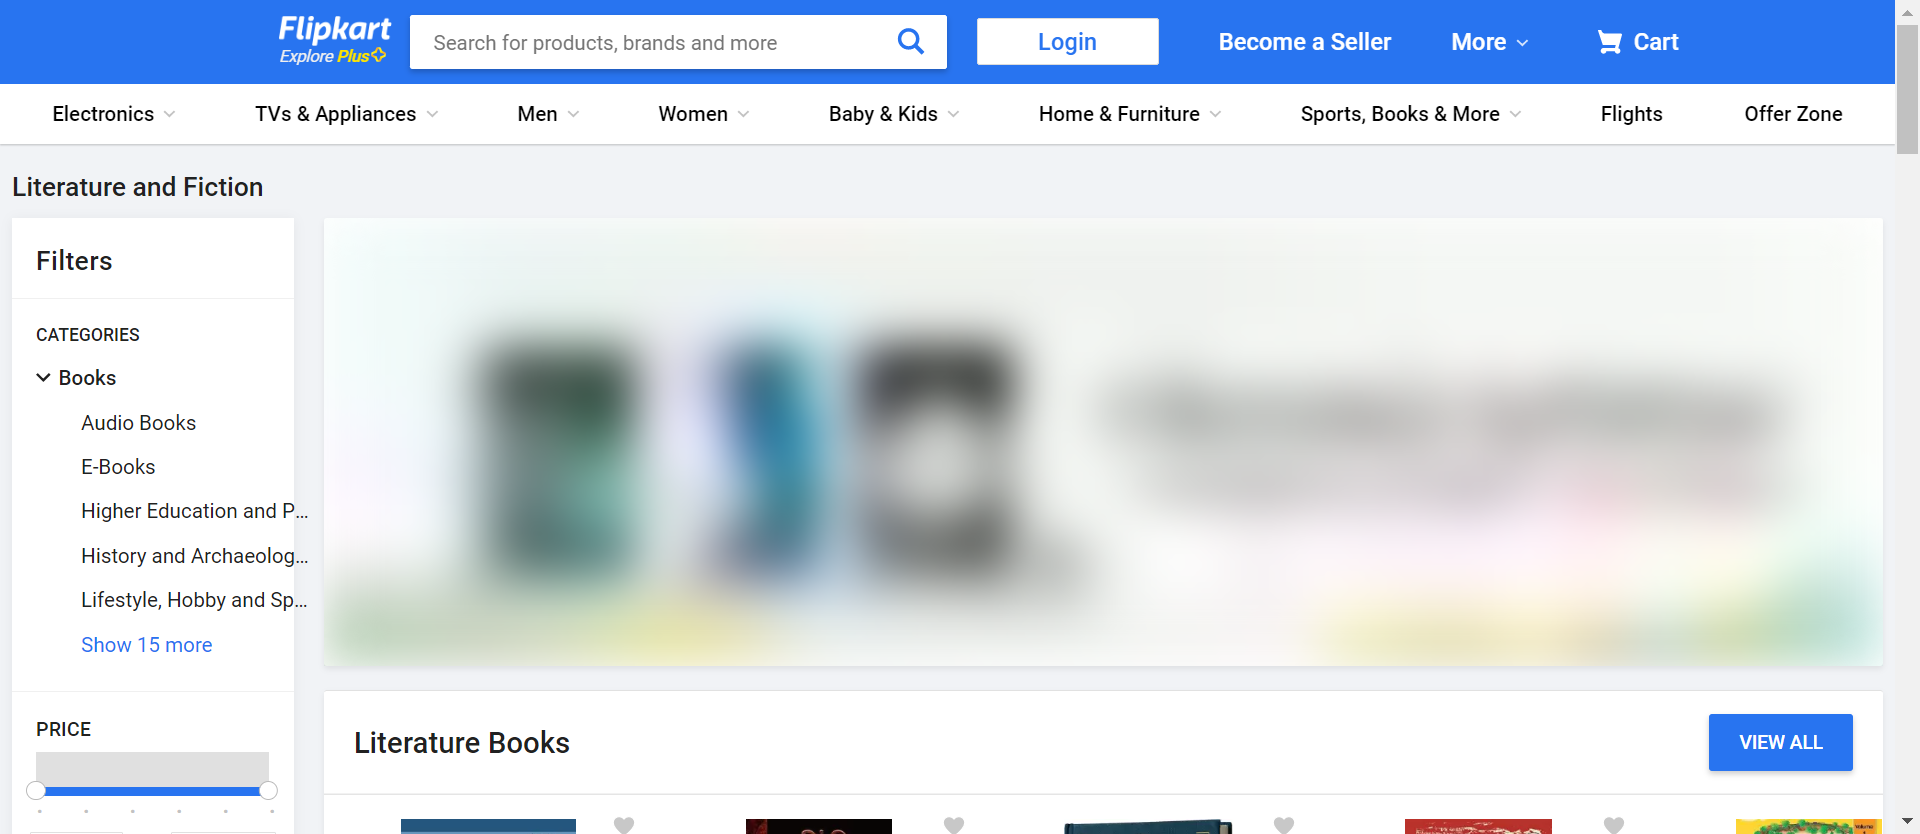 Flipkart
Explore Plus
Search for products, brands and more
Login
Become a Seller
More
Cart
Electronics
TVs & Appliances
Men
Women
Baby & Kids
Home & Furniture
Sports, Books & More
Flights
Offer Zone
Literature and Fiction
Filters
CATEGORIES
Books
Audio Books
E-Books
Higher Education and P...
History and Archaeolog...
Lifestyle, Hobby and Sp...
Show 15 more
PRICE
Literature Books
VIEW ALL